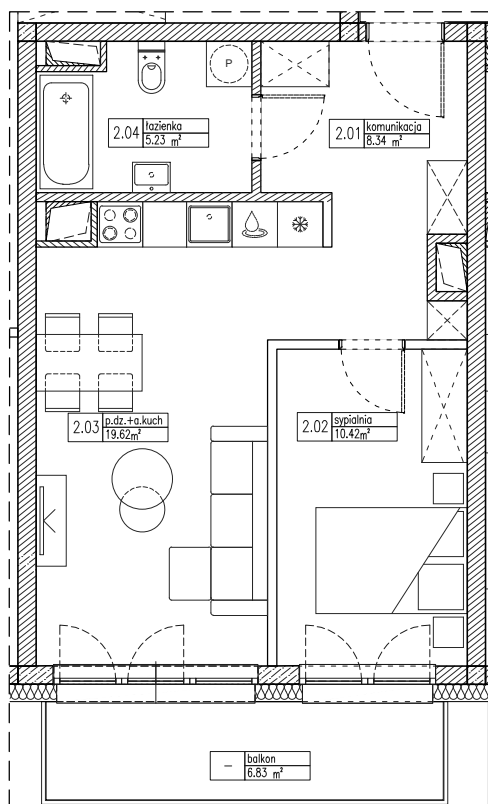 P
2.04 łazienka
5.23 m²
2.01 komunikacja
8.34 m²
2.03 p.dz.+a.kuch
19.62m²
2.02 sypialnia
10.42m²
– balkon
6.83 m²